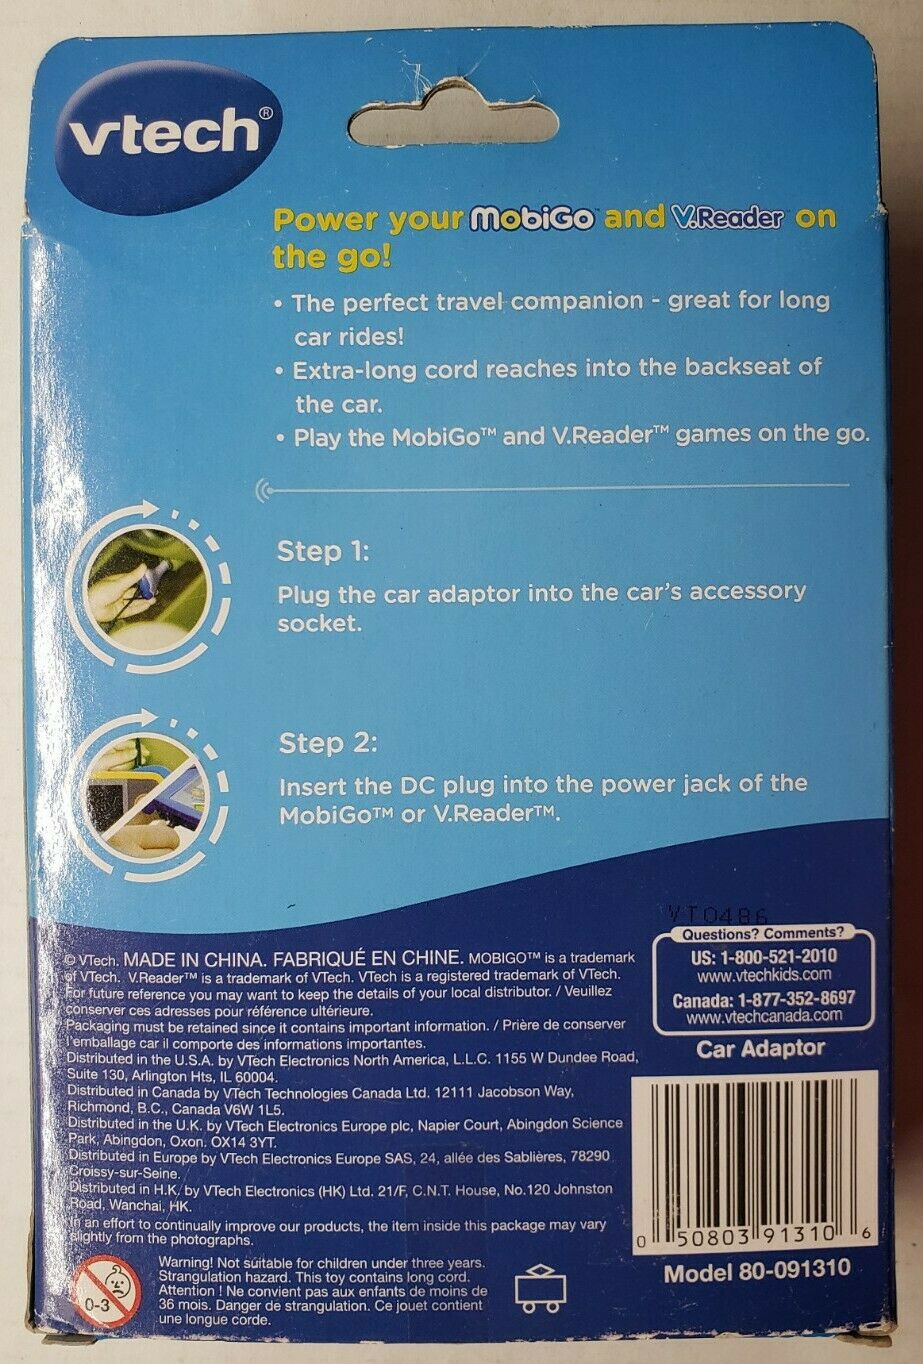 vtech®
Power your MobiGo™ and V.Reader on
the go!
• The perfect travel companion - great for long
car rides!
• Extra-long cord reaches into the backseat of
the car.
• Play the MobiGo™ and V.Reader™ games on the go.
Step 1:
Plug the car adaptor into the car's accessory
socket.
Step 2:
Insert the DC plug into the power jack of the
MobiGo™ or V.Reader™.
VT0486
© VTech. MADE IN CHINA. FABRIQUÉ EN CHINE. MOBIGO™ is a trademark
of VTech. V.Reader™ is a trademark of VTech. VTech is a registered trademark of VTech.
For future reference you may want to keep the details of your local distributor. / Veuillez
conserver ces adresses pour référence ultérieure.
Packaging must be retained since it contains important information. / Prière de conserver
l'emballage car il comporte des informations importantes.
Distributed in the U.S.A. by VTech Electronics North America, L.L.C. 1155 W Dundee Road,
Suite 130, Arlington Hts, IL 60004.
Distributed in Canada by VTech Technologies Canada Ltd. 12111 Jacobson Way,
Richmond, B.C., Canada V6W 1L5.
Distributed in the U.K. by VTech Electronics Europe plc, Napier Court, Abingdon Science
Park, Abingdon, Oxon. OX14 3YT.
Distributed in Europe by VTech Electronics Europe SAS, 24, allée des Sablières, 78290
Croissy-sur-Seine.
Distributed in H.K. by VTech Electronics (HK) Ltd. 21/F, C.N.T. House, No.120 Johnston
Road, Wanchai, HK.
In an effort to continually improve our products, the item inside this package may vary
slightly from the photographs.
0-3
Warning! Not suitable for children under three years.
Strangulation hazard. This toy contains long cord.
Attention ! Ne convient pas aux enfants de moins de
36 mois. Danger de strangulation. Ce jouet contient
une longue corde.
Questions? Comments?
US: 1-800-521-2010
www.vtechkids.com
Canada: 1-877-352-8697
www.vtechcanada.com
Car Adaptor
0 50803 91310 6
Model 80-091310